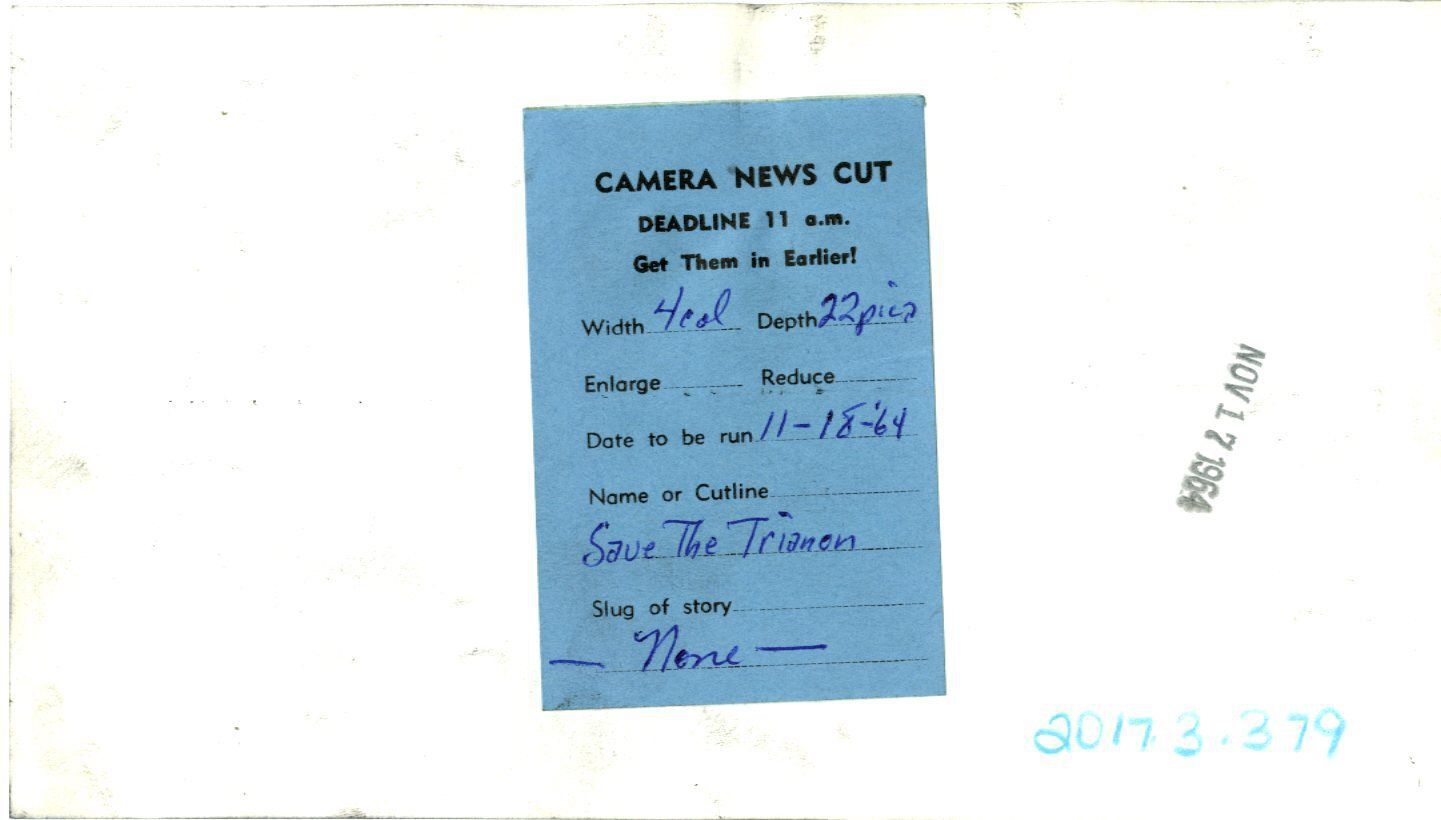 CAMERA NEWS CUT
DEADLINE 11 a.m.
Get Them in Earlier!
Width 4col Depth 22pica
Enlarge Reduce
Date to be run 11-18-'64
Name or Cutline
Save The Trianon
Slug of story
— None —
NOV 17 1964
2017.3.379